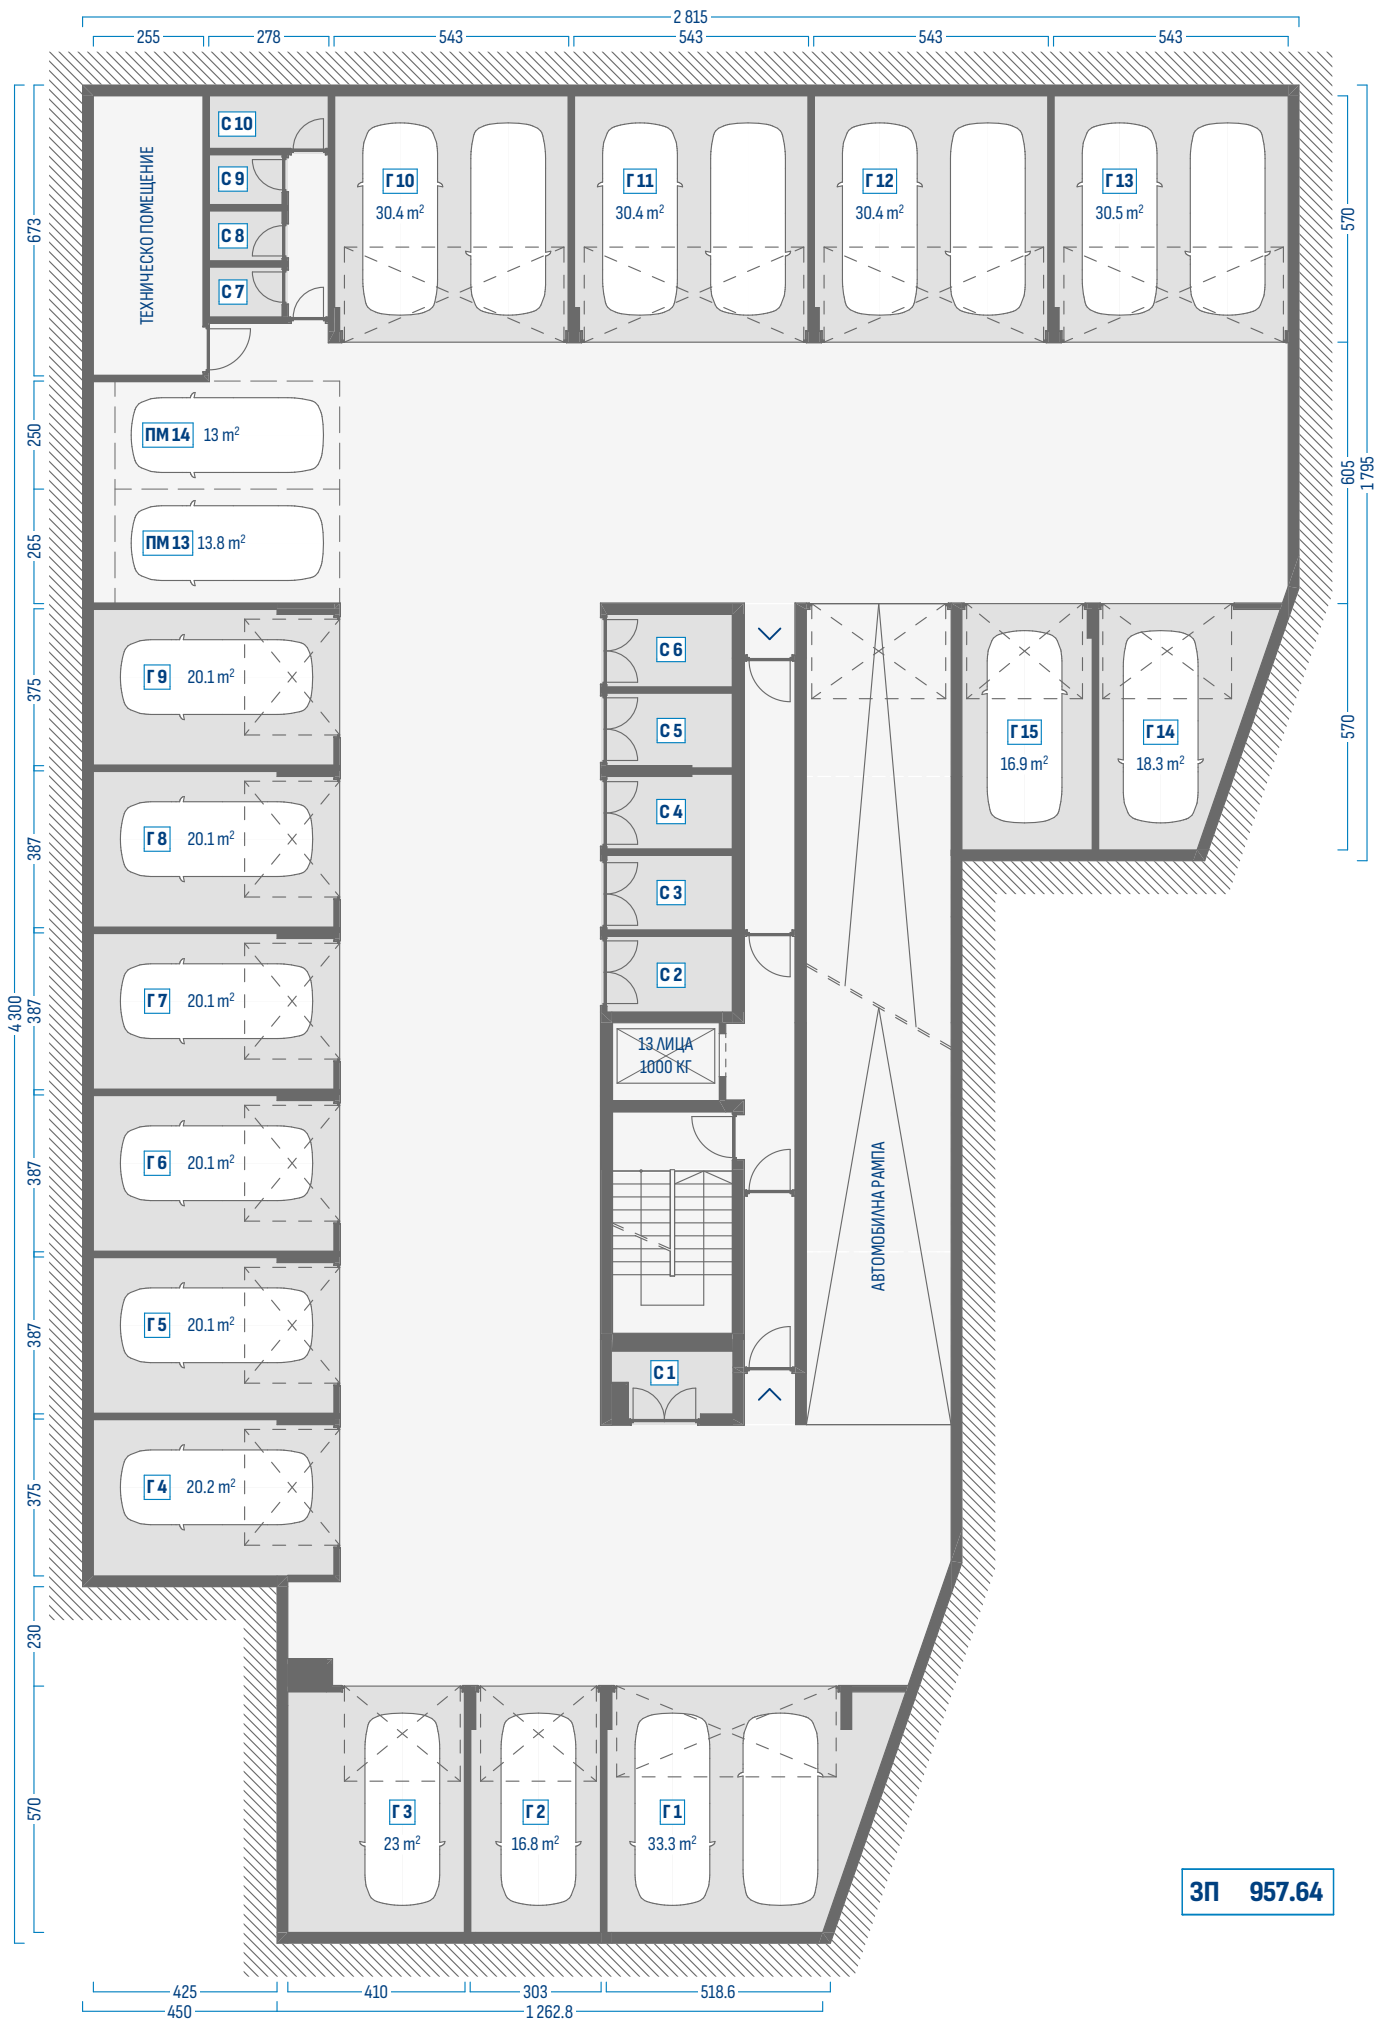 2 815
255
278
543
543
543
543
С 10
С 9
С 8
С 7
ТЕХНИЧЕСКО ПОМЕЩЕНИЕ
Г 10
30.4 m²
Г 11
30.4 m²
Г 12
30.4 m²
Г 13
30.5 m²
673
570
250
ПМ 14 13 m²
605
1 795
265
ПМ 13 13.8 m²
375
Г 9 20.1 m²
С 6
С 5
Г 15
16.9 m²
Г 14
18.3 m²
570
387
Г 8 20.1 m²
С 4
С 3
4 300
387
Г 7 20.1 m²
С 2
13 ЛИЦА
1000 КГ
387
Г 6 20.1 m²
АВТОМОБИЛНА РАМПА
387
Г 5 20.1 m²
С 1
375
Г 4 20.2 m²
230
570
Г 3
23 m²
Г 2
16.8 m²
Г 1
33.3 m²
ЗП 957.64
425
410
303
518.6
450
1 262.8